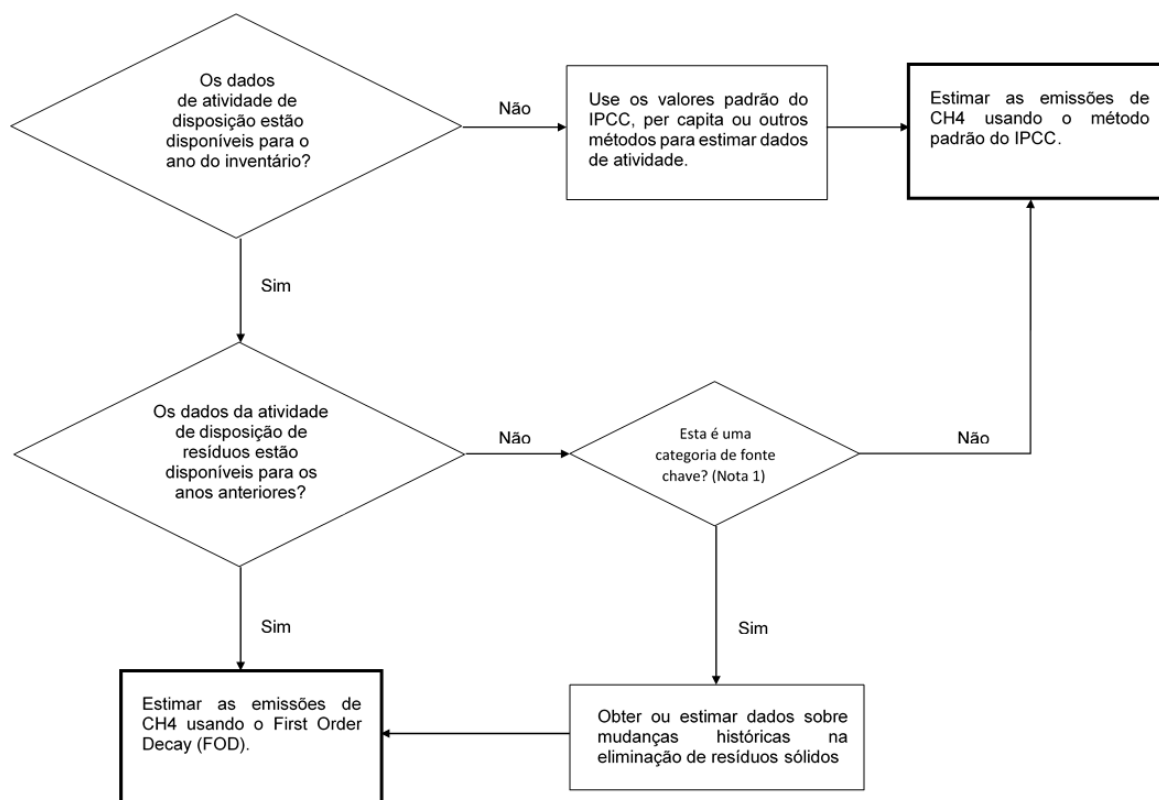 Os dados
de atividade de
disposição estão
disponíveis para o
ano do inventário?
Não
Use os valores padrão do
IPCC, per capita ou outros
métodos para estimar dados
de atividade.
Estimar as emissões de
CH4 usando o método
padrão do IPCC.
Sim
Os dados da atividade
de disposição de
resíduos estão
disponíveis para os
anos anteriores?
Não
Esta é uma
categoria de fonte
chave? (Nota 1)
Não
Sim
Sim
Estimar as emissões de
CH4 usando o First Order
Decay (FOD).
Obter ou estimar dados sobre
mudanças históricas na
eliminação de resíduos sólidos